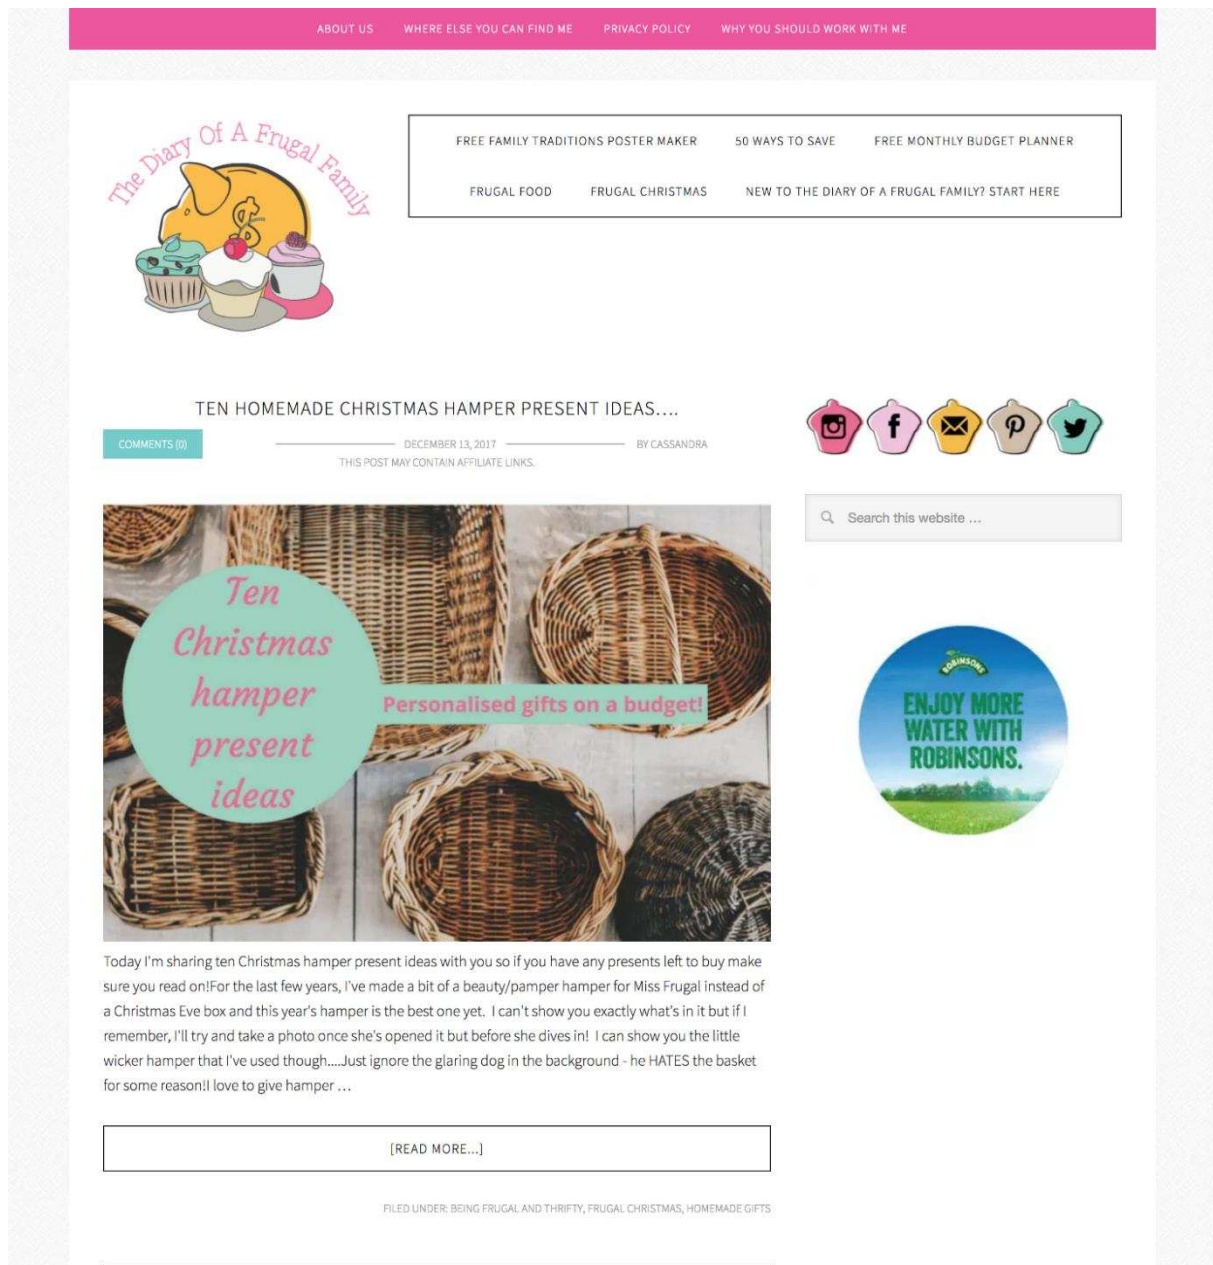 ABOUT US WHERE ELSE YOU CAN FIND ME PRIVACY POLICY WHY YOU SHOULD WORK WITH ME
The Diary Of A Frugal Family
FREE FAMILY TRADITIONS POSTER MAKER 50 WAYS TO SAVE FREE MONTHLY BUDGET PLANNER
FRUGAL FOOD FRUGAL CHRISTMAS NEW TO THE DIARY OF A FRUGAL FAMILY? START HERE
TEN HOMEMADE CHRISTMAS HAMPER PRESENT IDEAS....
COMMENTS (0) DECEMBER 13, 2017 BY CASSANDRA
THIS POST MAY CONTAIN AFFILIATE LINKS.
Search this website …
Ten
Christmas
hamper
present
ideas
Personalised gifts on a budget!
ROBINSONS
ENJOY MORE
WATER WITH
ROBINSONS.
Today I'm sharing ten Christmas hamper present ideas with you so if you have any presents left to buy make
sure you read on!For the last few years, I've made a bit of a beauty/pamper hamper for Miss Frugal instead of
a Christmas Eve box and this year's hamper is the best one yet.  I can't show you exactly what's in it but if I
remember, I'll try and take a photo once she's opened it but before she dives in!  I can show you the little
wicker hamper that I've used though....Just ignore the glaring dog in the background - he HATES the basket
for some reason!I love to give hamper …
[READ MORE...]
FILED UNDER: BEING FRUGAL AND THRIFTY, FRUGAL CHRISTMAS, HOMEMADE GIFTS